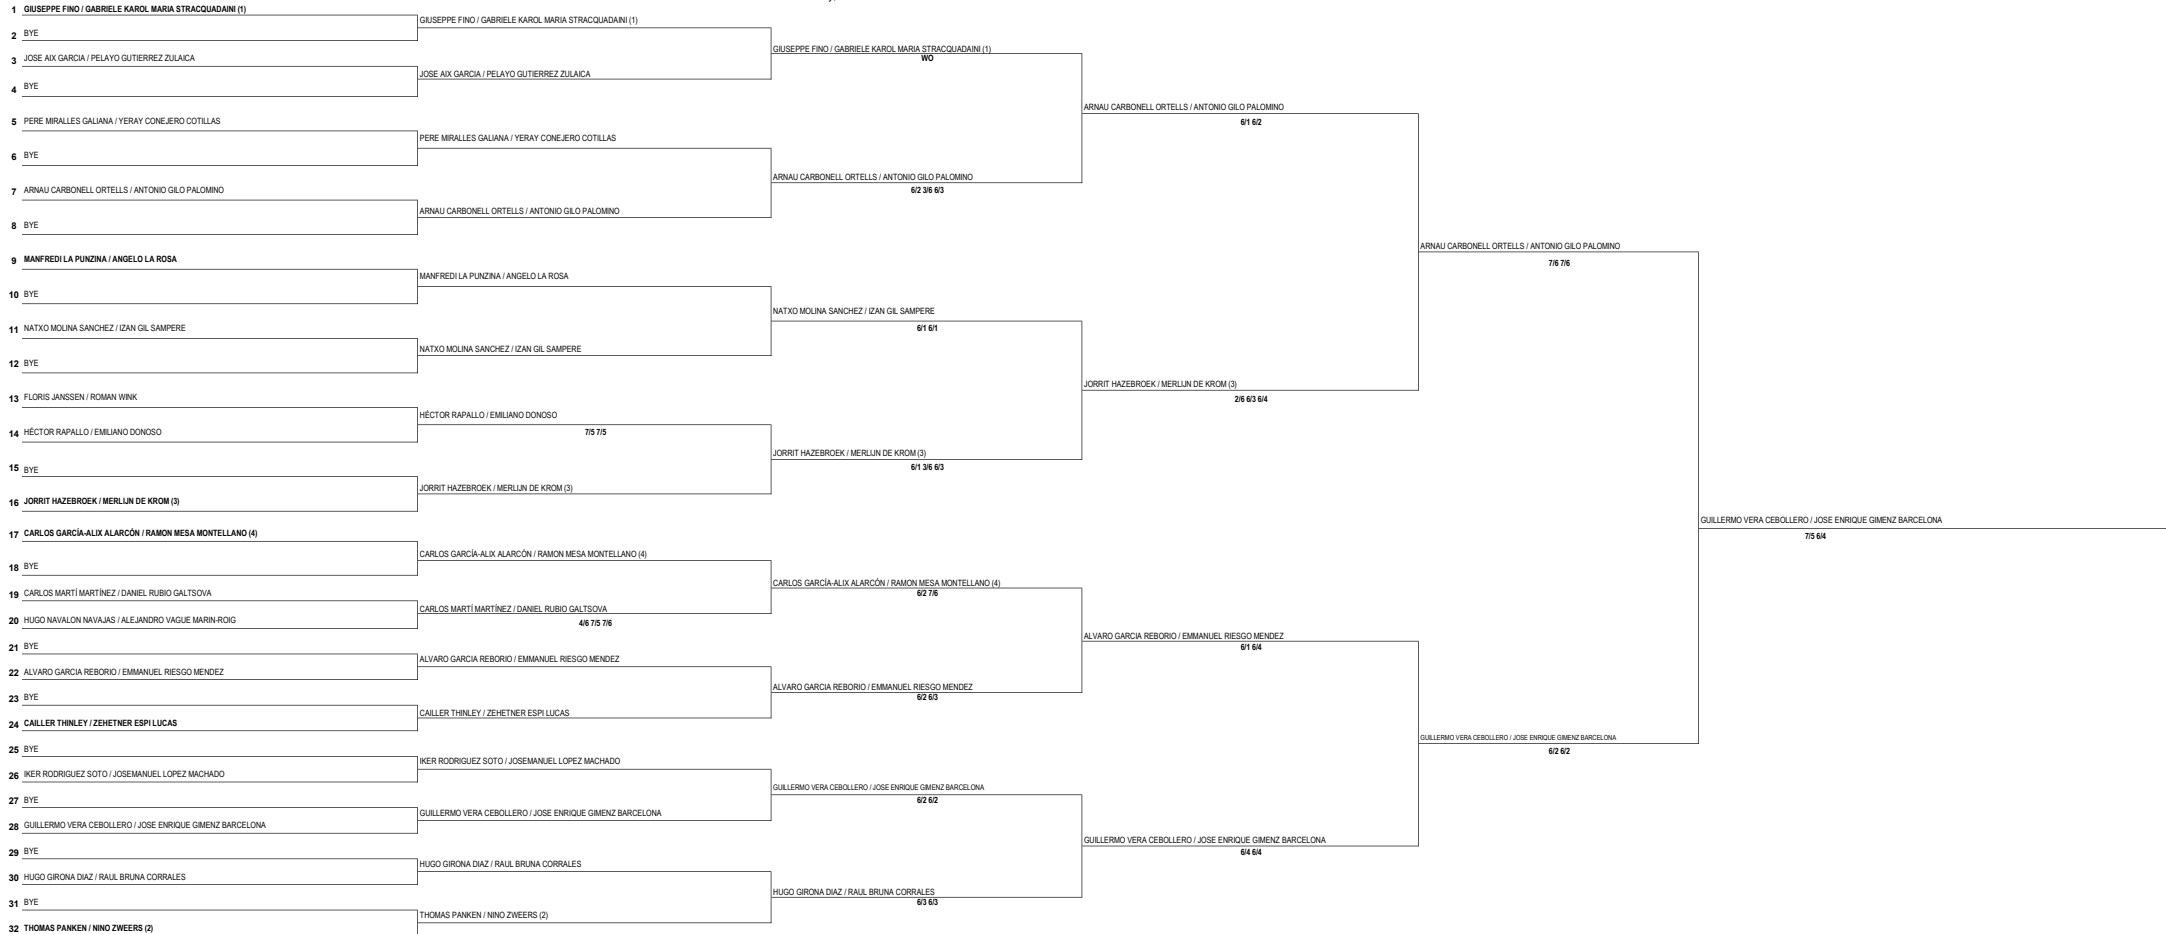 1 GIUSEPPE FINO / GABRIELE KAROL MARIA STRACQUADAINI (1)
2 BYE
3 JOSE AIX GARCIA / PELAYO GUTIERREZ ZULAICA
4 BYE
5 PERE MIRALLES GALIANA / YERAY CONEJERO COTILLAS
6 BYE
7 ARNAU CARBONELL ORTELLS / ANTONIO GILO PALOMINO
8 BYE
9 MANFREDI LA PUNZINA / ANGELO LA ROSA
10 BYE
11 NATXO MOLINA SANCHEZ / IZAN GIL SAMPERE
12 BYE
13 FLORIS JANSSEN / ROMAN WINK
14 HÉCTOR RAPALLO / EMILIANO DONOSO
15 BYE
16 JORRIT HAZEBROEK / MERLIJN DE KROM (3)
17 CARLOS GARCÍA-ALIX ALARCÓN / RAMON MESA MONTELLANO (4)
18 BYE
19 CARLOS MARTÍ MARTÍNEZ / DANIEL RUBIO GALTSOVA
20 HUGO NAVALON NAVAJAS / ALEJANDRO VAGUE MARIN-ROIG
21 BYE
22 ALVARO GARCIA REBORIO / EMMANUEL RIESGO MENDEZ
23 BYE
24 CAILLER THINLEY / ZEHETNER ESPI LUCAS
25 BYE
26 IKER RODRIGUEZ SOTO / JOSEMANUEL LOPEZ MACHADO
27 BYE
28 GUILLERMO VERA CEBOLLERO / JOSE ENRIQUE GIMENZ BARCELONA
29 BYE
30 HUGO GIRONA DIAZ / RAUL BRUNA CORRALES
31 BYE
32 THOMAS PANKEN / NINO ZWEERS (2)
GIUSEPPE FINO / GABRIELE KAROL MARIA STRACQUADAINI (1)
JOSE AIX GARCIA / PELAYO GUTIERREZ ZULAICA
PERE MIRALLES GALIANA / YERAY CONEJERO COTILLAS
ARNAU CARBONELL ORTELLS / ANTONIO GILO PALOMINO
MANFREDI LA PUNZINA / ANGELO LA ROSA
NATXO MOLINA SANCHEZ / IZAN GIL SAMPERE
HÉCTOR RAPALLO / EMILIANO DONOSO
7/5 7/5
JORRIT HAZEBROEK / MERLIJN DE KROM (3)
CARLOS GARCÍA-ALIX ALARCÓN / RAMON MESA MONTELLANO (4)
CARLOS MARTÍ MARTÍNEZ / DANIEL RUBIO GALTSOVA
4/6 7/5 7/6
ALVARO GARCIA REBORIO / EMMANUEL RIESGO MENDEZ
CAILLER THINLEY / ZEHETNER ESPI LUCAS
IKER RODRIGUEZ SOTO / JOSEMANUEL LOPEZ MACHADO
GUILLERMO VERA CEBOLLERO / JOSE ENRIQUE GIMENZ BARCELONA
HUGO GIRONA DIAZ / RAUL BRUNA CORRALES
THOMAS PANKEN / NINO ZWEERS (2)
GIUSEPPE FINO / GABRIELE KAROL MARIA STRACQUADAINI (1)
WO
ARNAU CARBONELL ORTELLS / ANTONIO GILO PALOMINO
6/2 3/6 6/3
NATXO MOLINA SANCHEZ / IZAN GIL SAMPERE
6/1 6/1
JORRIT HAZEBROEK / MERLIJN DE KROM (3)
6/1 3/6 6/3
CARLOS GARCÍA-ALIX ALARCÓN / RAMON MESA MONTELLANO (4)
6/2 7/6
ALVARO GARCIA REBORIO / EMMANUEL RIESGO MENDEZ
6/2 6/3
GUILLERMO VERA CEBOLLERO / JOSE ENRIQUE GIMENZ BARCELONA
6/2 6/2
HUGO GIRONA DIAZ / RAUL BRUNA CORRALES
6/3 6/3
ARNAU CARBONELL ORTELLS / ANTONIO GILO PALOMINO
6/1 6/2
JORRIT HAZEBROEK / MERLIJN DE KROM (3)
2/6 6/3 6/4
ALVARO GARCIA REBORIO / EMMANUEL RIESGO MENDEZ
6/1 6/4
GUILLERMO VERA CEBOLLERO / JOSE ENRIQUE GIMENZ BARCELONA
6/4 6/4
ARNAU CARBONELL ORTELLS / ANTONIO GILO PALOMINO
7/6 7/6
GUILLERMO VERA CEBOLLERO / JOSE ENRIQUE GIMENZ BARCELONA
6/2 6/2
GUILLERMO VERA CEBOLLERO / JOSE ENRIQUE GIMENZ BARCELONA
7/5 6/4